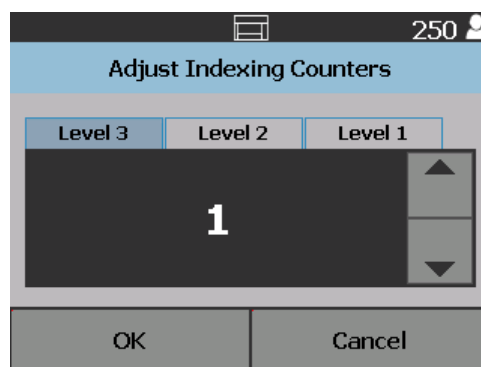 250
Adjust Indexing Counters
Level 3 Level 2 Level 1
1
OK Cancel